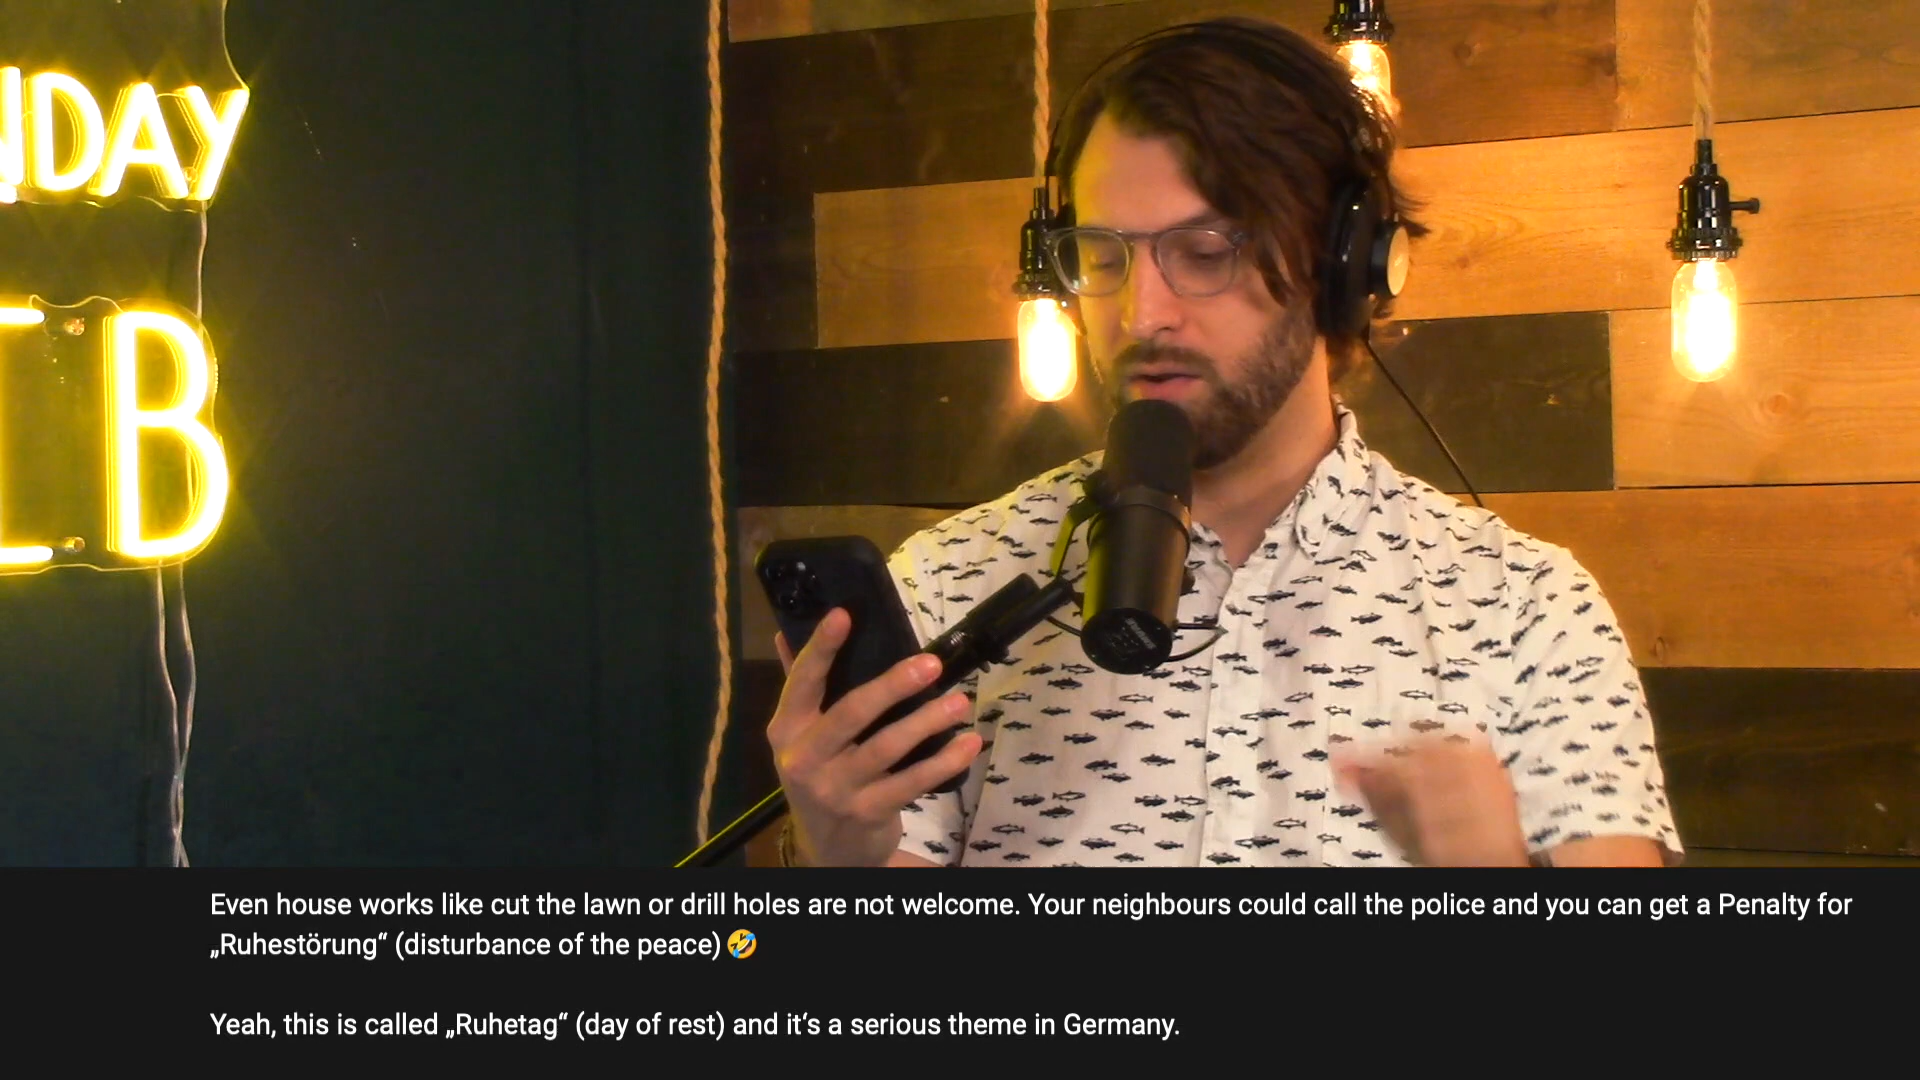 NDAY
B
Even house works like cut the lawn or drill holes are not welcome. Your neighbours could call the police and you can get a Penalty for
„Ruhestörung“ (disturbance of the peace) 🤣
Yeah, this is called „Ruhetag“ (day of rest) and it‘s a serious theme in Germany.